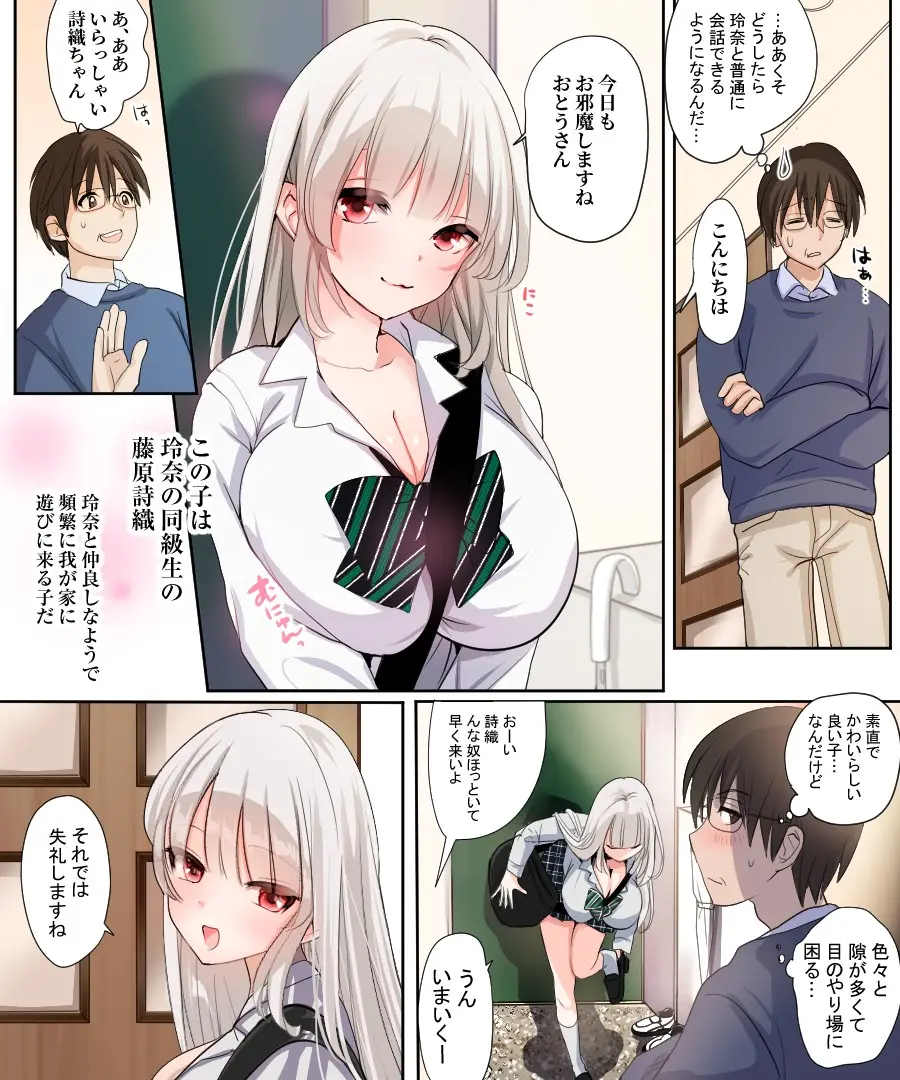 …ああくそ
どうしたら
玲奈と普通に
会話できる
ようになるんだ…
はぁ…
こんにちは
今日も
お邪魔しますね
おとうさん
にこ
むにゅんっ
あ、ああ
いらっしゃい
詩織ちゃん
はっ
この子は
玲奈の同級生の
藤原詩織
玲奈と仲良しなようで
頻繁に我が家に
遊びに来る子だ
素直で
かわいらしい
良い子…
なんだけど
色々と
隙が多くて
目のやり場に
困る…
おーい
詩織
んな奴ほっといて
早く来いよ
うん
いまいくー
それでは
失礼しますね